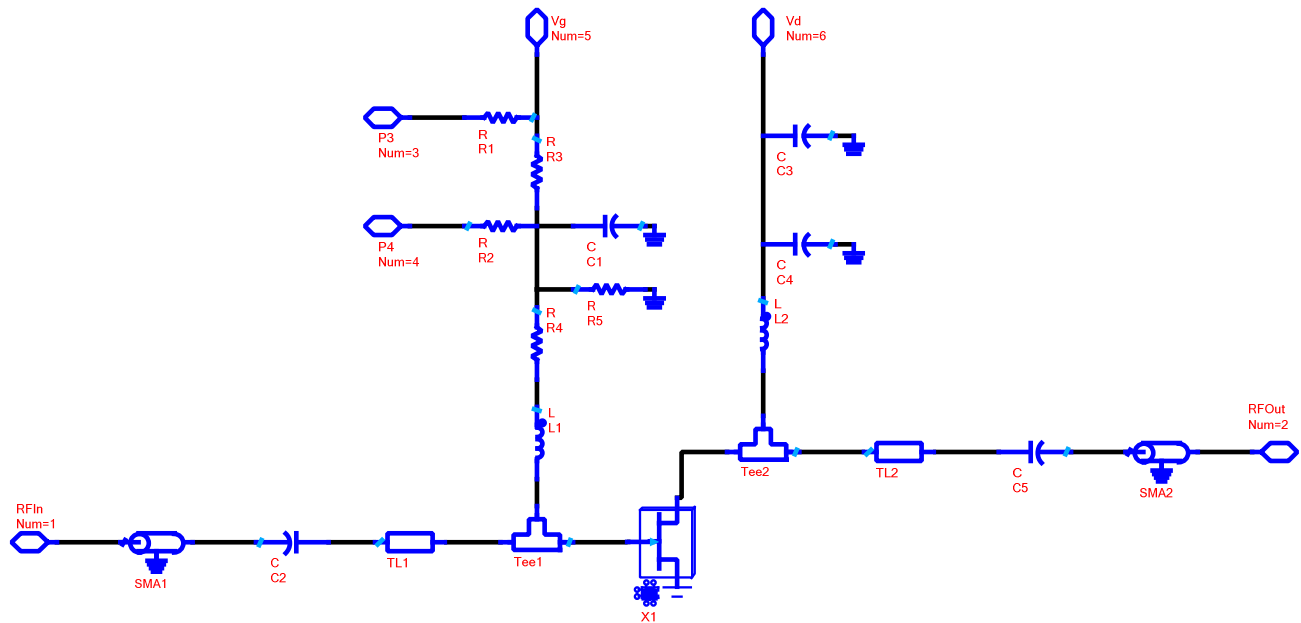 Vg
Num=5
Vd
Num=6
P3
Num=3
R
R1
R
R3
C
C3
P4
Num=4
R
R2
C
C1
C
C4
R
R4
R
R5
L
L2
L
L1
RFOut
Num=2
Tee2
TL2
C
C5
SMA2
RFIn
Num=1
SMA1
C
C2
TL1
Tee1
X1